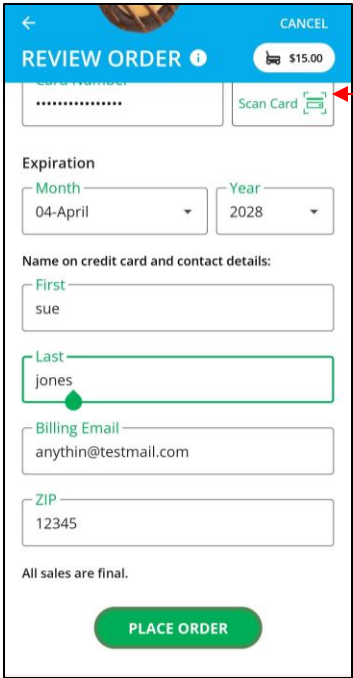 CANCEL
REVIEW ORDER i $15.00
Card Number
•••••••••••••••• Scan Card
Expiration
Month Year
04-April 2028
Name on credit card and contact details:
First
sue
Last
jones
Billing Email
anythin@testmail.com
ZIP
12345
All sales are final.
PLACE ORDER